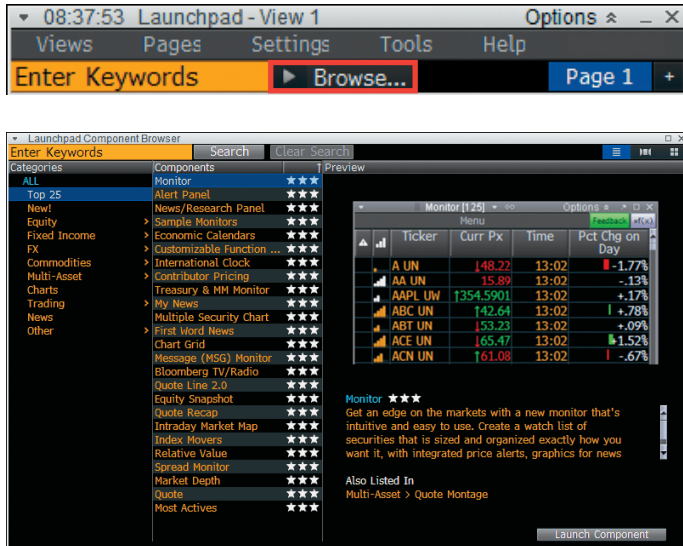 08:37:53 Launchpad - View 1 Options
Views Pages Settings Tools Help
Enter Keywords Browse... Page 1 +
Launchpad Component Browser
Enter Keywords Search Clear Search
Categories Components Preview
ALL
Top 25
New!
Equity
Fixed Income
FX
Commodities
Multi-Asset
Charts
Trading
News
Other
Monitor
Alert Panel
News/Research Panel
Sample Monitors
Economic Calendars
Customizable Function ...
International Clock
Contributor Pricing
Treasury & MM Monitor
My News
Multiple Security Chart
First Word News
Chart Grid
Message (MSG) Monitor
Bloomberg TV/Radio
Quote Line 2.0
Equity Snapshot
Quote Recap
Intraday Market Map
Index Movers
Relative Value
Spread Monitor
Market Depth
Quote
Most Actives
Monitor [125] Options
Menu Feedback +f(x)
Ticker Curr Px Time Pct Chg on
Day
A UN ↓48.22 13:02 -1.77%
AA UN 15.89 13:02 -.13%
AAPL UW ↑354.5901 13:02 +.17%
ABC UN ↑42.64 13:02 +.78%
ABT UN ↓53.23 13:02 +.09%
ACE UN ↓65.47 13:02 +1.52%
ACN UN ↑61.08 13:02 -.67%
Monitor ★★★
Get an edge on the markets with a new monitor that's
intuitive and easy to use. Create a watch list of
securities that is sized and organized exactly how you
want it, with integrated price alerts, graphics for news
Also Listed In
Multi-Asset > Quote Montage
Launch Component